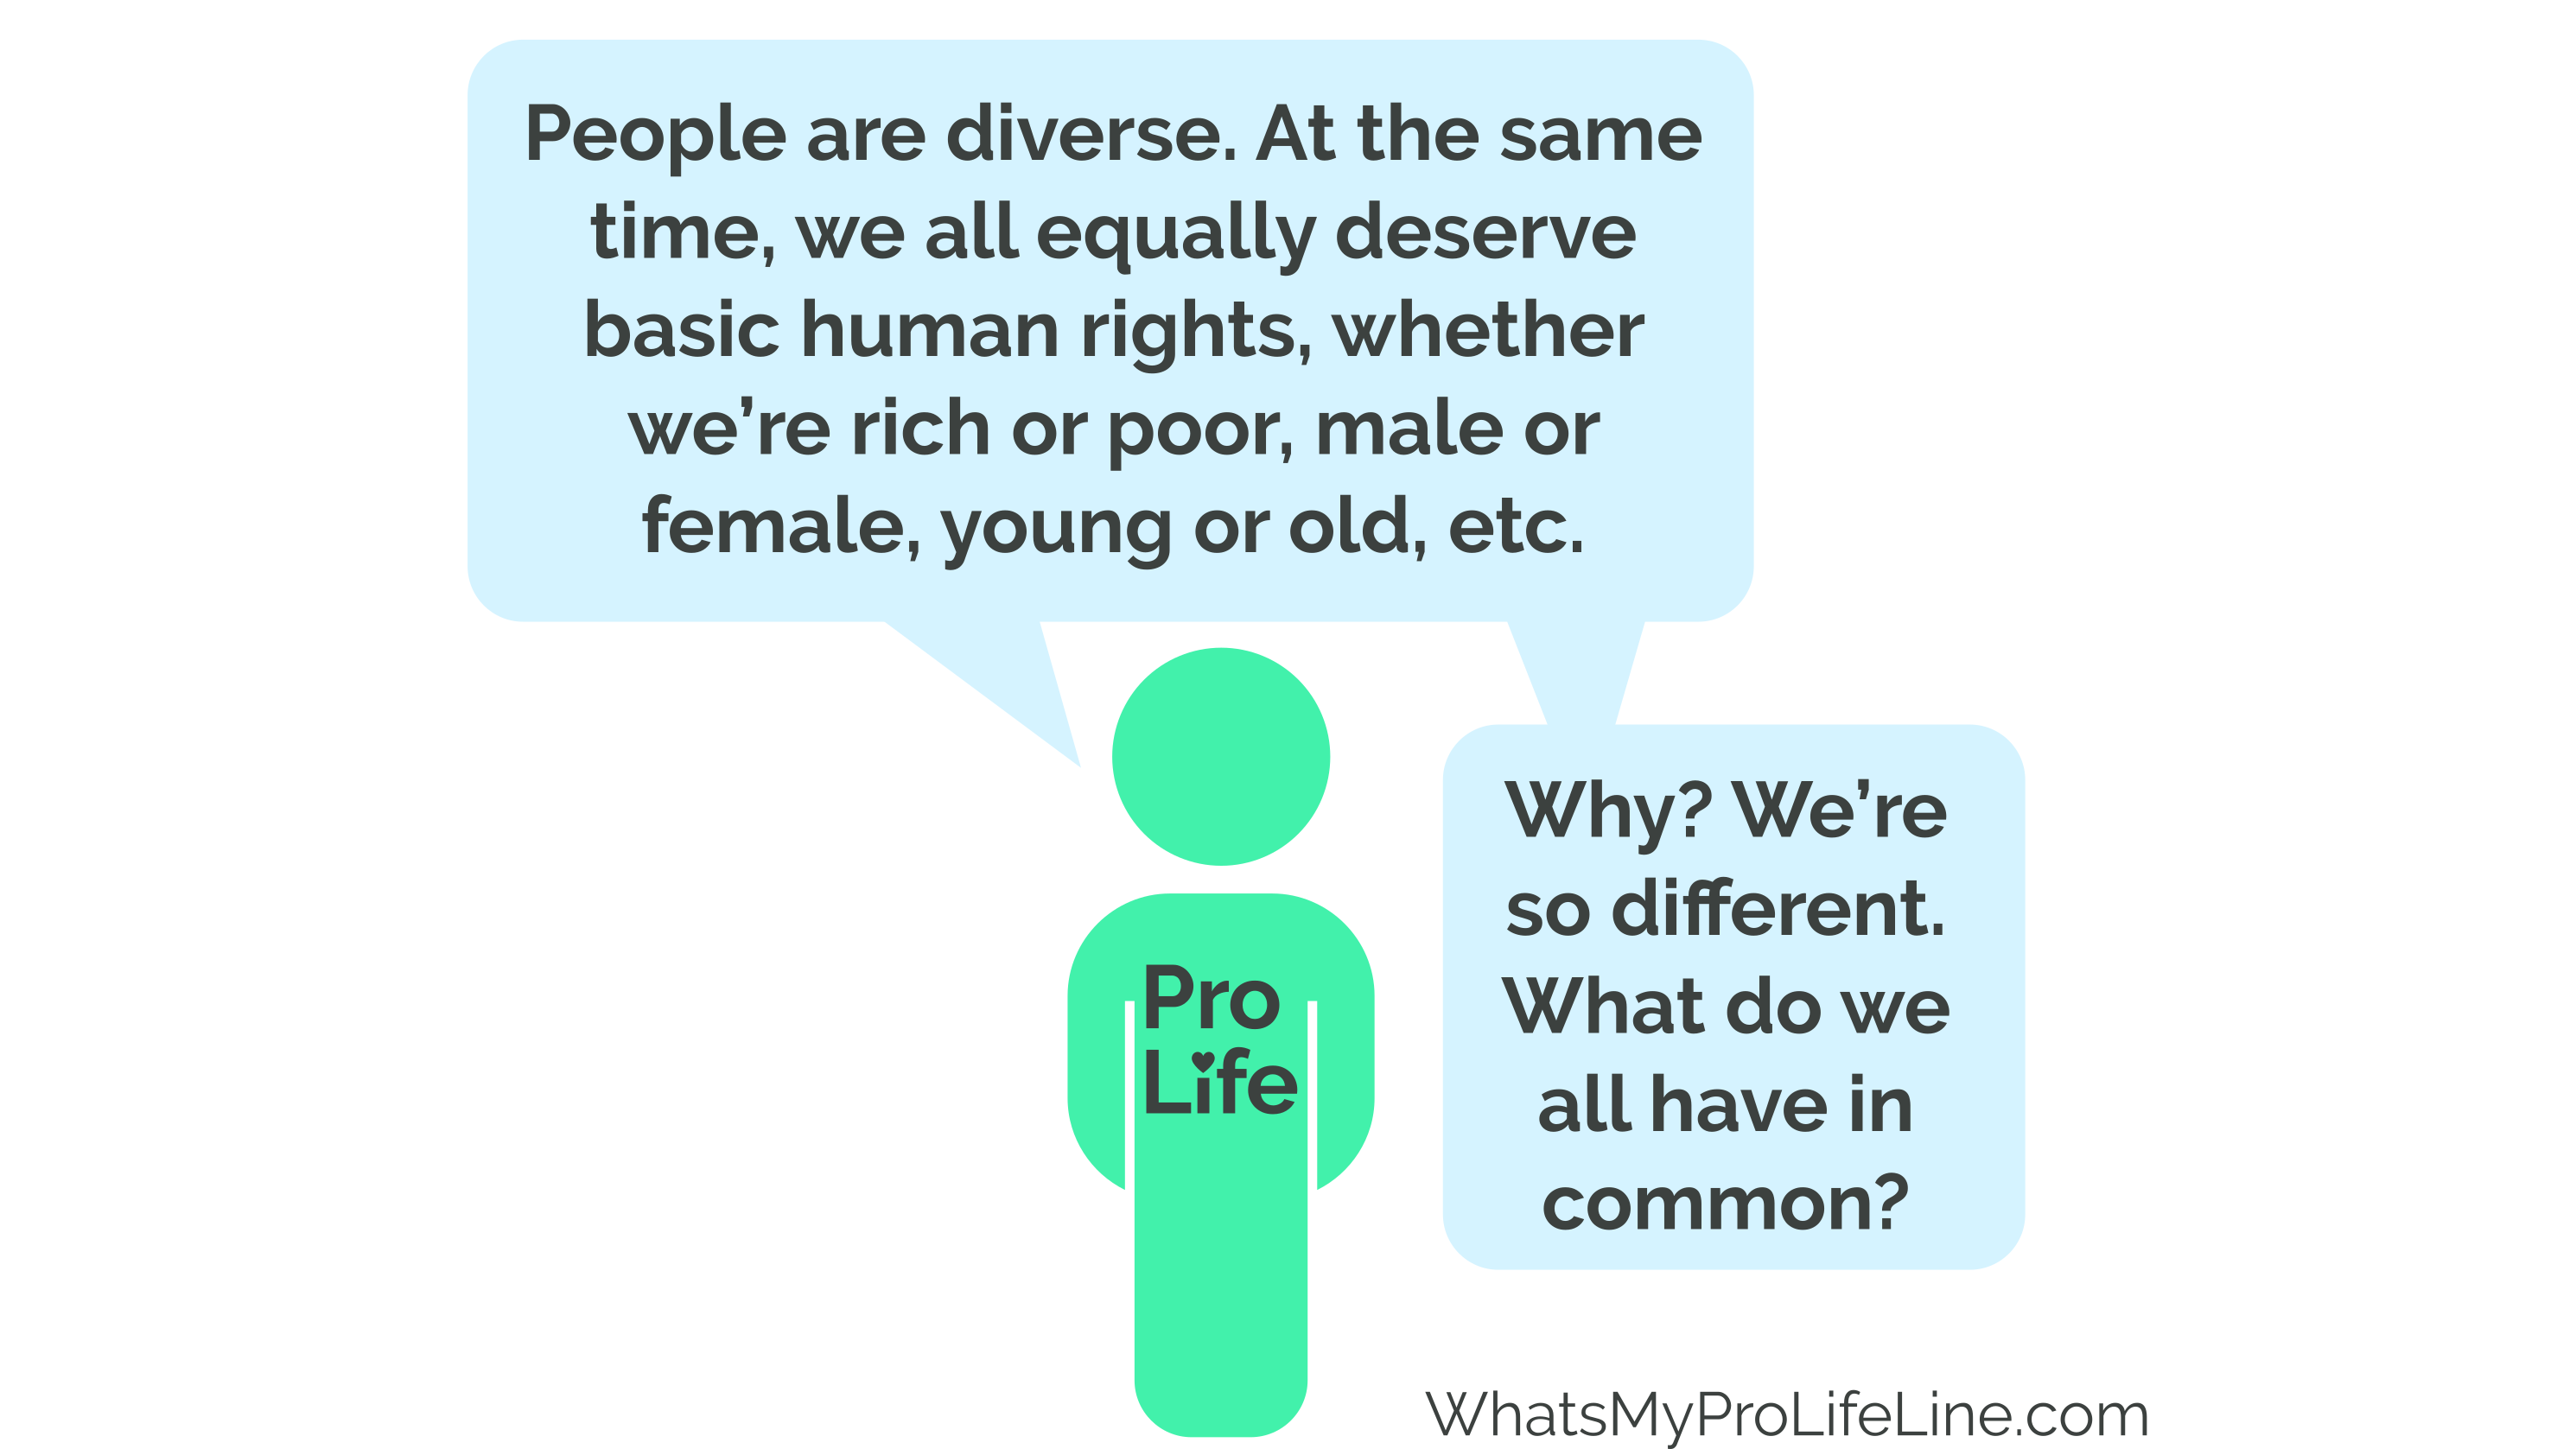 People are diverse. At the same
time, we all equally deserve
basic human rights, whether
we’re rich or poor, male or
female, young or old, etc.
Why? We’re
so different.
What do we
all have in
common?
Pro
Life
WhatsMyProLifeLine.com